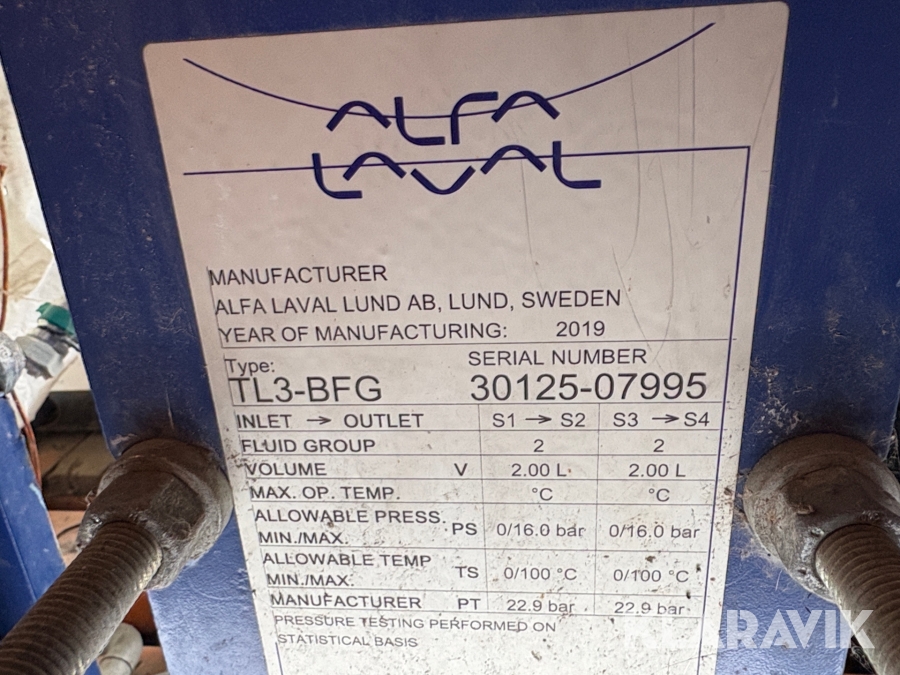 ALFA
LAVAL
MANUFACTURER
ALFA LAVAL LUND AB, LUND, SWEDEN
YEAR OF MANUFACTURING: 2019
Type: SERIAL NUMBER
TL3-BFG 30125-07995
INLET → OUTLET S1 → S2 S3 → S4
FLUID GROUP 2 2
VOLUME V 2.00 L 2.00 L
MAX. OP. TEMP. °C °C
ALLOWABLE PRESS. MIN./MAX. PS 0/16.0 bar 0/16.0 bar
ALLOWABLE TEMP MIN./MAX. TS 0/100 °C 0/100 °C
MANUFACTURER PT 22.9 bar 22.9 bar
PRESSURE TESTING PERFORMED ON
STATISTICAL BASIS
KLARAVIK